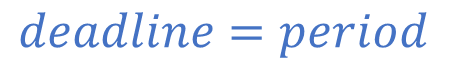 deadline = period